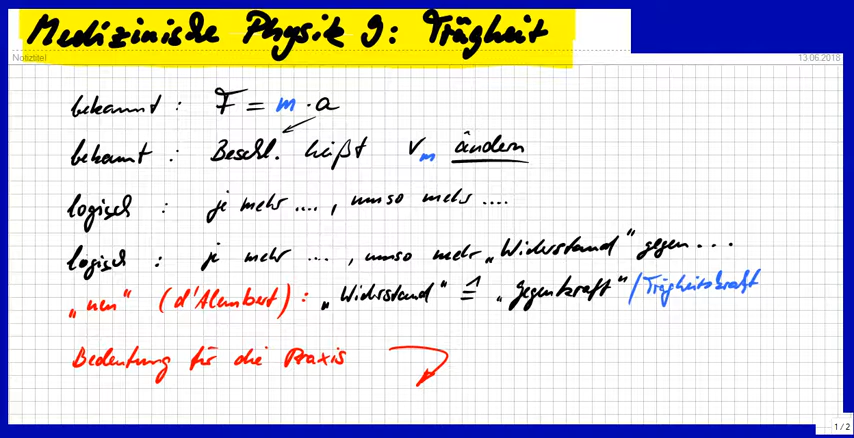 Medizinische Physik 9: Trägheit
Notiztitel
13.06.2018
bekannt : F = m · a
bekannt : Beschl. heißt vm ändern
logisch : je mehr ...., umso mehr ....
logisch : je mehr ..., umso mehr „Widerstand" gegen ...
„neu" (d'Alembert) : „Widerstand" ≙ „Gegenkraft" / Trägheitskraft
Bedeutung für die Praxis
1 / 2